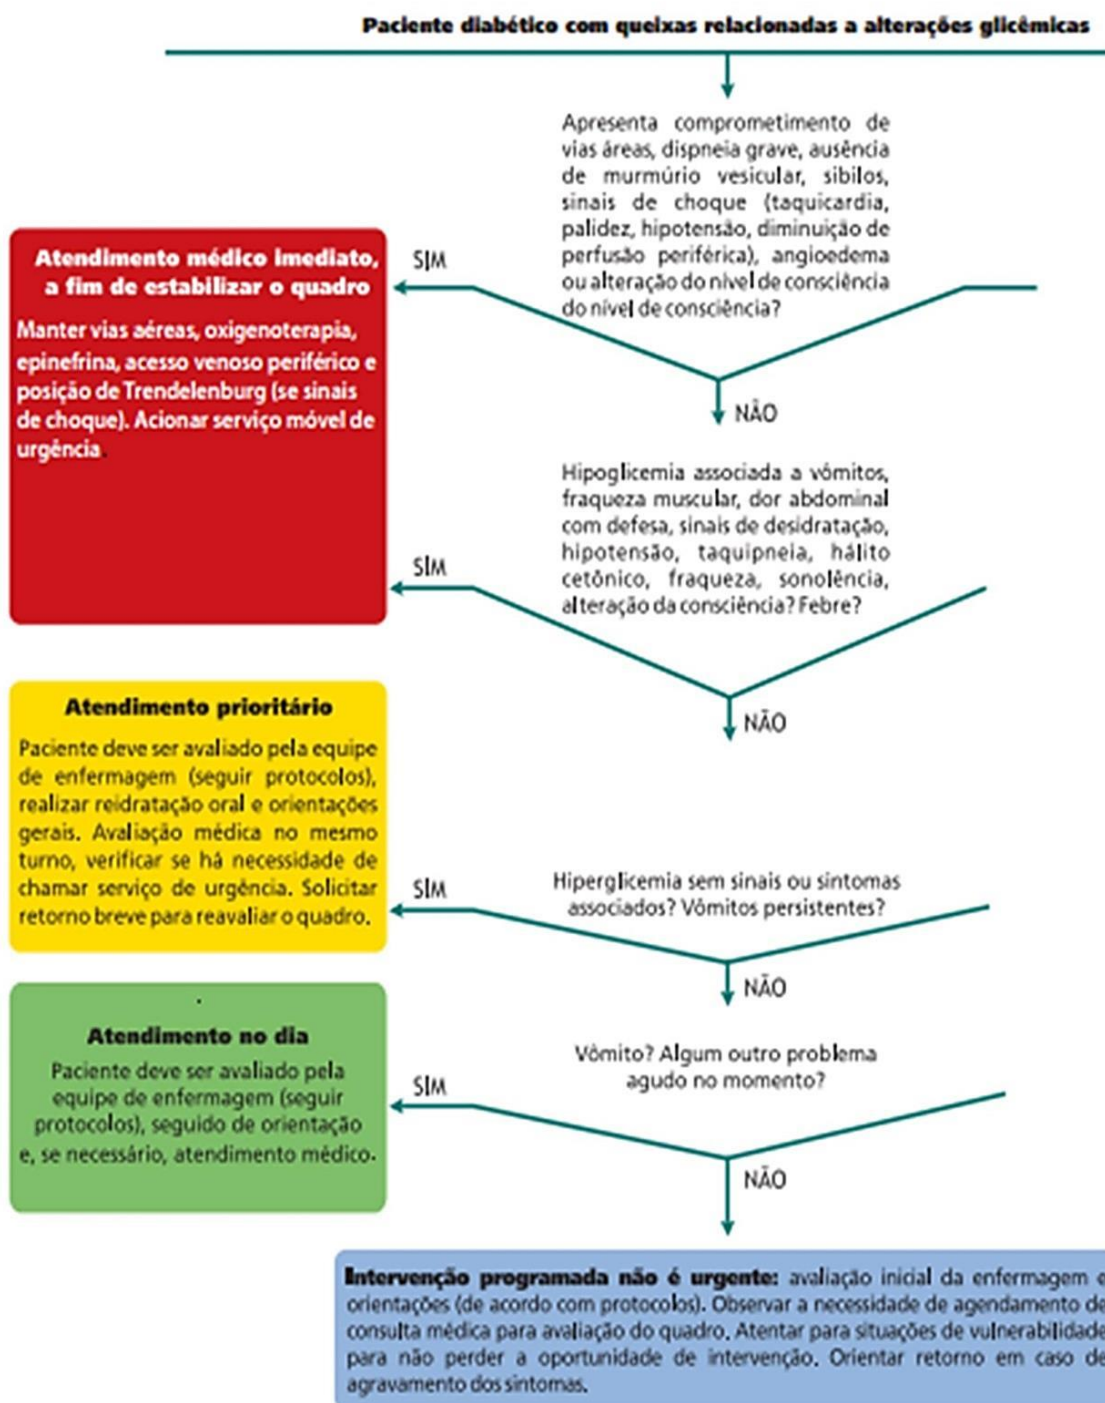 Paciente diabético com queixas relacionadas a alterações glicêmicas
Apresenta comprometimento de
vias áreas, dispneia grave, ausência
de murmúrio vesicular, sibilos,
sinais de choque (taquicardia,
palidez, hipotensão, diminuição de
perfusão periférica), angioedema
ou alteração do nível de consciência
do nível de consciência?
SIM
Atendimento médico imediato,
a fim de estabilizar o quadro
Manter vias aéreas, oxigenoterapia,
epinefrina, acesso venoso periférico e
posição de Trendelenburg (se sinais
de choque). Acionar serviço móvel de
urgência.
NÃO
Hipoglicemia associada a vômitos,
fraqueza muscular, dor abdominal
com defesa, sinais de desidratação,
hipotensão, taquipneia, hálito
cetônico, fraqueza, sonolência,
alteração da consciência? Febre?
SIM
NÃO
Atendimento prioritário
Paciente deve ser avaliado pela equipe
de enfermagem (seguir protocolos),
realizar reidratação oral e orientações
gerais. Avaliação médica no mesmo
turno, verificar se há necessidade de
chamar serviço de urgência. Solicitar
retorno breve para reavaliar o quadro.
SIM
Hiperglicemia sem sinais ou sintomas
associados? Vômitos persistentes?
NÃO
Atendimento no dia
Paciente deve ser avaliado pela
equipe de enfermagem (seguir
protocolos), seguido de orientação
e, se necessário, atendimento médico.
SIM
Vômito? Algum outro problema
agudo no momento?
NÃO
Intervenção programada não é urgente: avaliação inicial da enfermagem e
orientações (de acordo com protocolos). Observar a necessidade de agendamento de
consulta médica para avaliação do quadro. Atentar para situações de vulnerabilidade
para não perder a oportunidade de intervenção. Orientar retorno em caso de
agravamento dos sintomas.